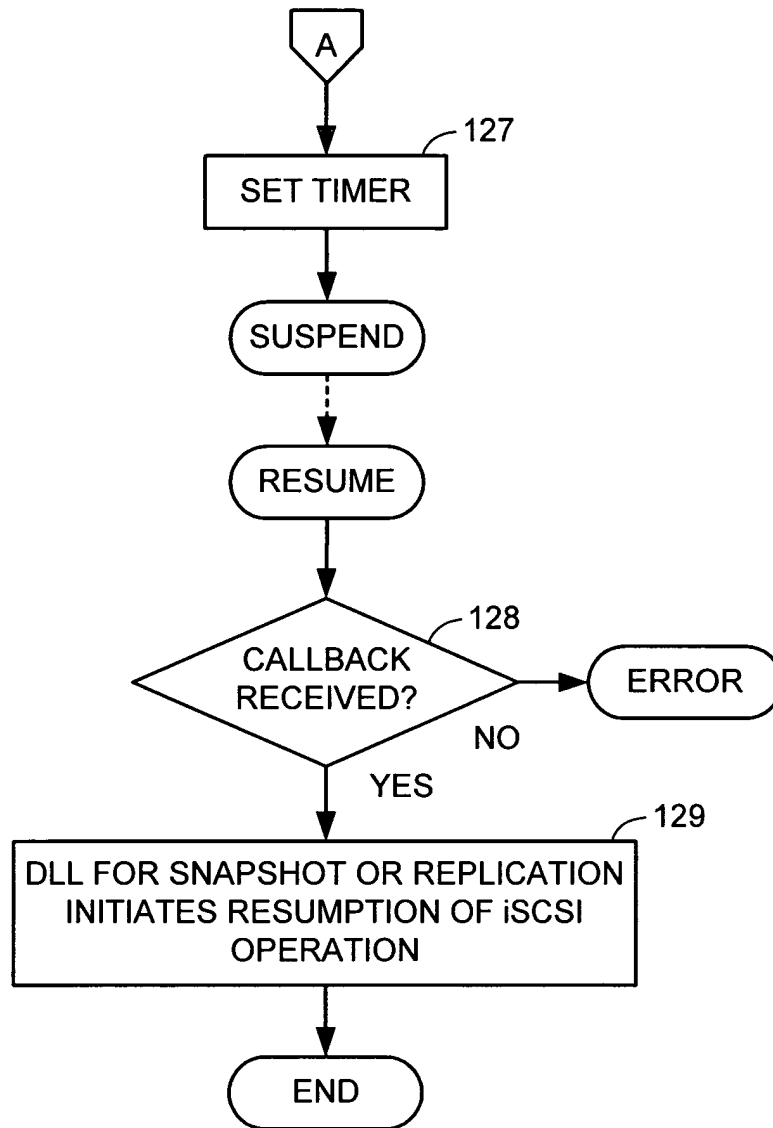 A
127
SET TIMER
SUSPEND
RESUME
128
CALLBACK
RECEIVED?
ERROR
NO
YES
129
DLL FOR SNAPSHOT OR REPLICATION
INITIATES RESUMPTION OF iSCSI
OPERATION
END